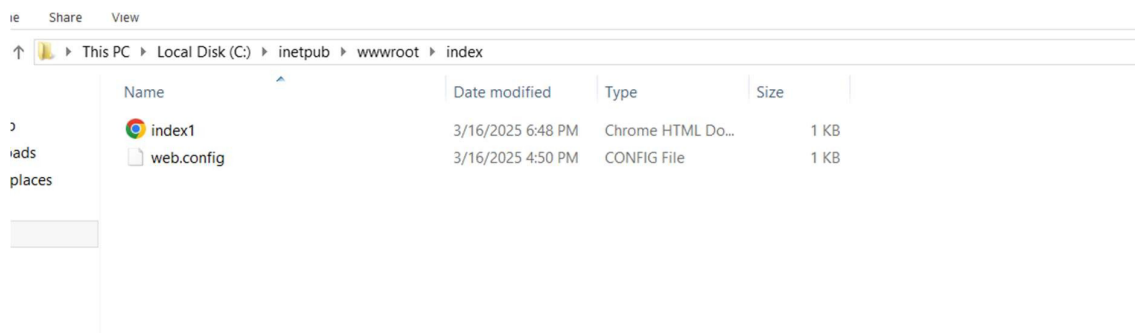 Share View
This PC Local Disk (C:) inetpub wwwroot index
Name Date modified Type Size
index1 3/16/2025 6:48 PM Chrome HTML Do... 1 KB
web.config 3/16/2025 4:50 PM CONFIG File 1 KB
places